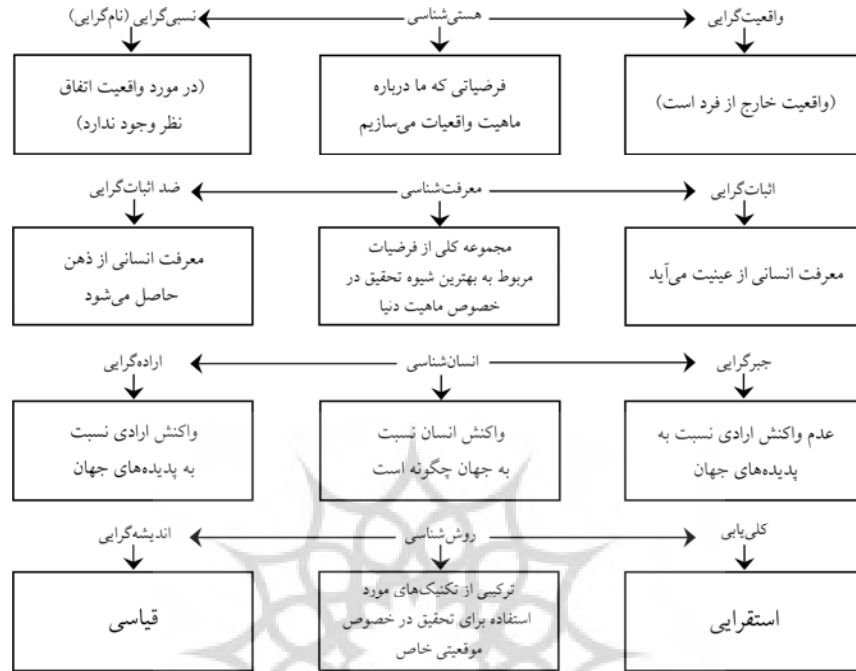 واقعیت‌گرایی هستی‌شناسی نسبی‌گرایی (نام‌گرایی)
(واقعیت خارج از فرد است)
فرضیاتی که ما درباره
ماهیت واقعیات می‌سازیم
(در مورد واقعیت اتفاق
نظر وجود ندارد)
اثبات‌گرایی معرفت‌شناسی ضد اثبات‌گرایی
معرفت انسانی از عینیت می‌آید
مجموعه کلی از فرضیات
مربوط به بهترین شیوه تحقیق در
خصوص ماهیت دنیا
معرفت انسانی از ذهن
حاصل می‌شود
جبرگرایی انسان‌شناسی اراده‌گرایی
عدم واکنش ارادی نسبت به
پدیده‌های جهان
واکنش انسان نسبت
به جهان چگونه است
واکنش ارادی نسبت
به پدیده‌های جهان
کلی‌یابی روش‌شناسی اندیشه‌گرایی
استقرایی
ترکیبی از تکنیک‌های مورد
استفاده برای تحقیق در خصوص
موقعیتی خاص
قیاسی